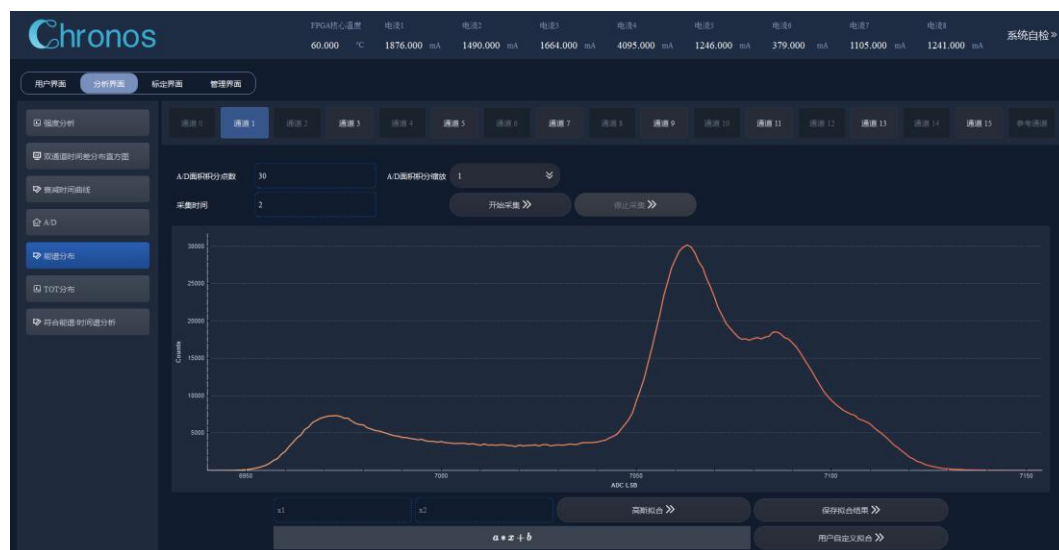 Chronos
FPGA核心温度 电流1 电流2 电流3 电流4 电流5 电流6 电流7 电流8
60.000 °C 1876.000 mA 1490.000 mA 1664.000 mA 4095.000 mA 1246.000 mA 379.000 mA 1105.000 mA 1241.000 mA
系统自检
用户界面 分析界面 标定界面 管理界面
强度分析
双通道时间差分布直方图
衰减时间曲线
A/D
能谱分布
TOT分布
符合能谱/时间谱分析
通道 0 通道 1 通道 2 通道 3 通道 4 通道 5 通道 6 通道 7 通道 8 通道 9 通道 10 通道 11 通道 12 通道 13 通道 14 通道 15 参考通道
A/D面积积分点数 30 A/D面积积分缩放 1
采集时间 2 开始采集 停止采集
30000
25000
20000
15000
10000
5000
Counts
6950 7000 7050 7100 7150
ADC LSB
x1 x2 高斯拟合 保存拟合结果
a*x+b 用户自定义拟合